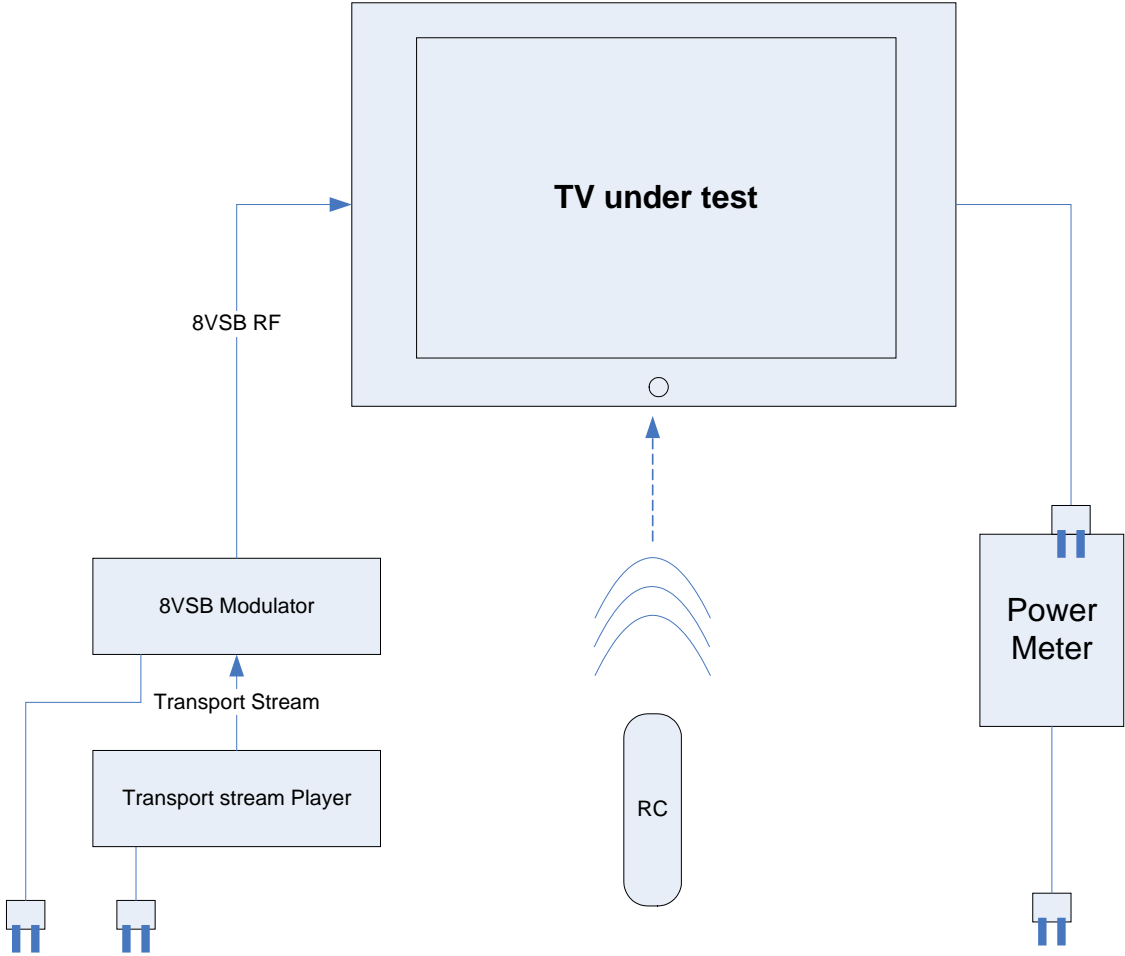 TV under test
8VSB RF
8VSB Modulator
Power
Meter
Transport Stream
Transport stream Player
RC